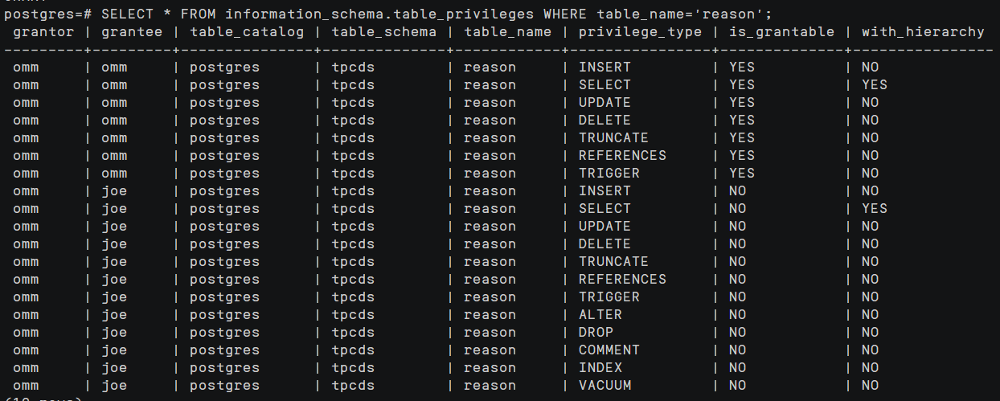 postgres=# SELECT * FROM information_schema.table_privileges WHERE table_name='reason';
 grantor | grantee | table_catalog | table_schema | table_name | privilege_type | is_grantable | with_hierarchy
---------+---------+---------------+--------------+------------+----------------+--------------+----------------
 omm     | omm     | postgres      | tpcds        | reason     | INSERT         | YES          | NO
 omm     | omm     | postgres      | tpcds        | reason     | SELECT         | YES          | YES
 omm     | omm     | postgres      | tpcds        | reason     | UPDATE         | YES          | NO
 omm     | omm     | postgres      | tpcds        | reason     | DELETE         | YES          | NO
 omm     | omm     | postgres      | tpcds        | reason     | TRUNCATE       | YES          | NO
 omm     | omm     | postgres      | tpcds        | reason     | REFERENCES     | YES          | NO
 omm     | omm     | postgres      | tpcds        | reason     | TRIGGER        | YES          | NO
 omm     | joe     | postgres      | tpcds        | reason     | INSERT         | NO           | NO
 omm     | joe     | postgres      | tpcds        | reason     | SELECT         | NO           | YES
 omm     | joe     | postgres      | tpcds        | reason     | UPDATE         | NO           | NO
 omm     | joe     | postgres      | tpcds        | reason     | DELETE         | NO           | NO
 omm     | joe     | postgres      | tpcds        | reason     | TRUNCATE       | NO           | NO
 omm     | joe     | postgres      | tpcds        | reason     | REFERENCES     | NO           | NO
 omm     | joe     | postgres      | tpcds        | reason     | TRIGGER        | NO           | NO
 omm     | joe     | postgres      | tpcds        | reason     | ALTER          | NO           | NO
 omm     | joe     | postgres      | tpcds        | reason     | DROP           | NO           | NO
 omm     | joe     | postgres      | tpcds        | reason     | COMMENT        | NO           | NO
 omm     | joe     | postgres      | tpcds        | reason     | INDEX          | NO           | NO
 omm     | joe     | postgres      | tpcds        | reason     | VACUUM         | NO           | NO